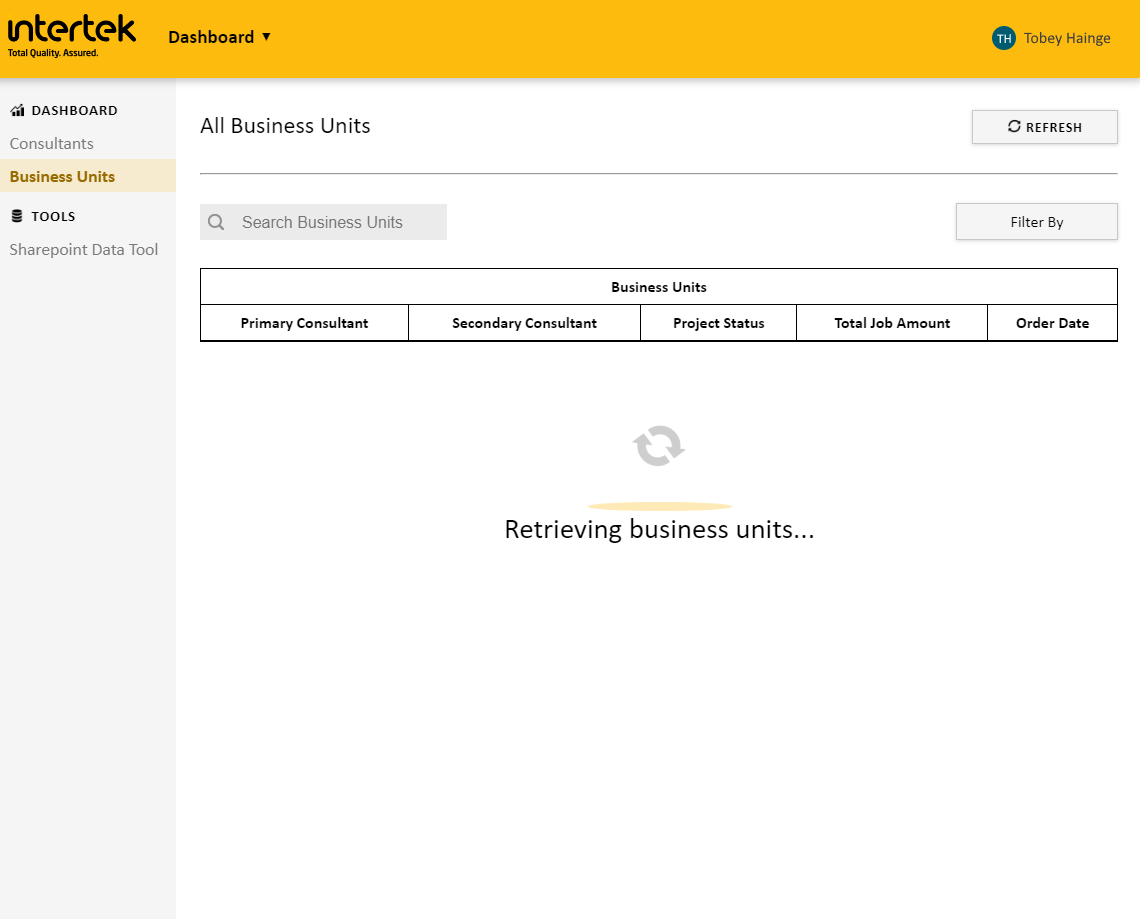 intertek
Total Quality. Assured.
Dashboard ▼
TH Tobey Hainge
DASHBOARD
Consultants
Business Units
TOOLS
Sharepoint Data Tool
All Business Units
REFRESH
Search Business Units
Filter By
Business Units
Primary Consultant Secondary Consultant Project Status Total Job Amount Order Date
Retrieving business units...